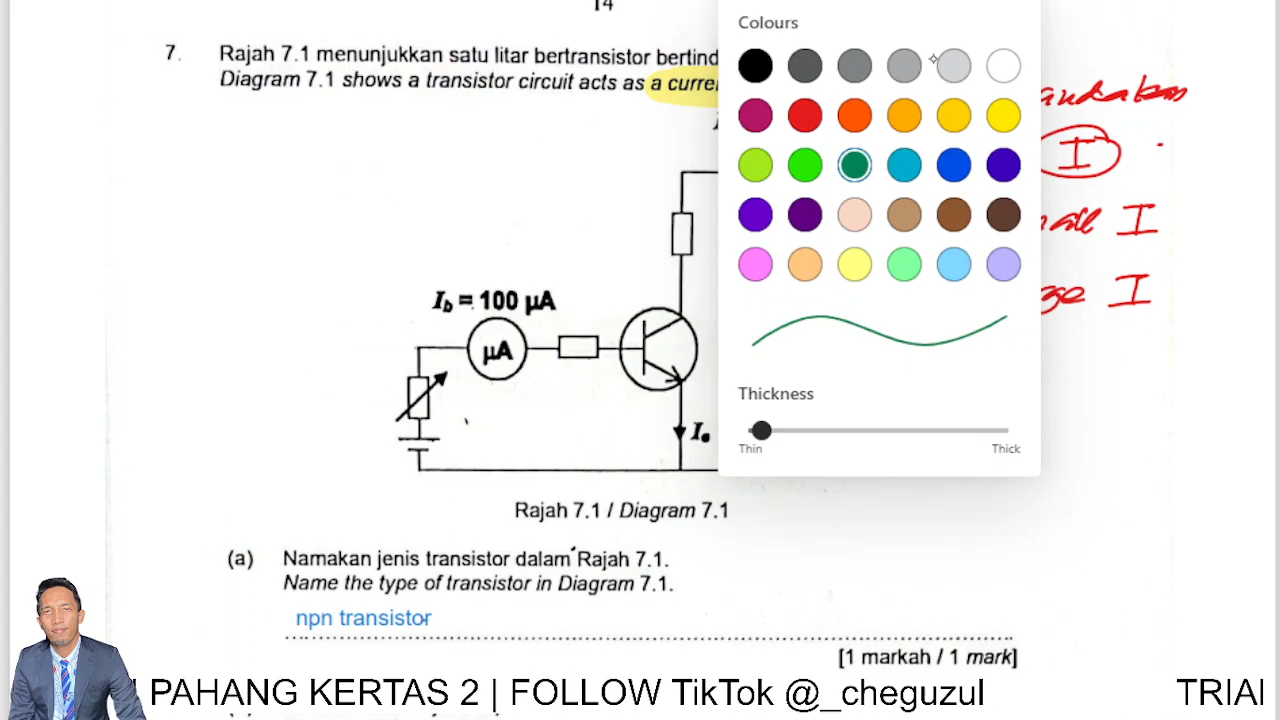 14
Colours
7. Rajah 7.1 menunjukkan satu litar bertransistor bertind
Diagram 7.1 shows a transistor circuit acts as a curre
I
I
I
Ib = 100 µA
µA
Thickness
Thin
Thick
Ie
Rajah 7.1 / Diagram 7.1
(a) Namakan jenis transistor dalam Rajah 7.1.
Name the type of transistor in Diagram 7.1.
npn transistor
[1 markah / 1 mark]
PAHANG KERTAS 2 | FOLLOW TikTok @_cheguzul
TRIAI